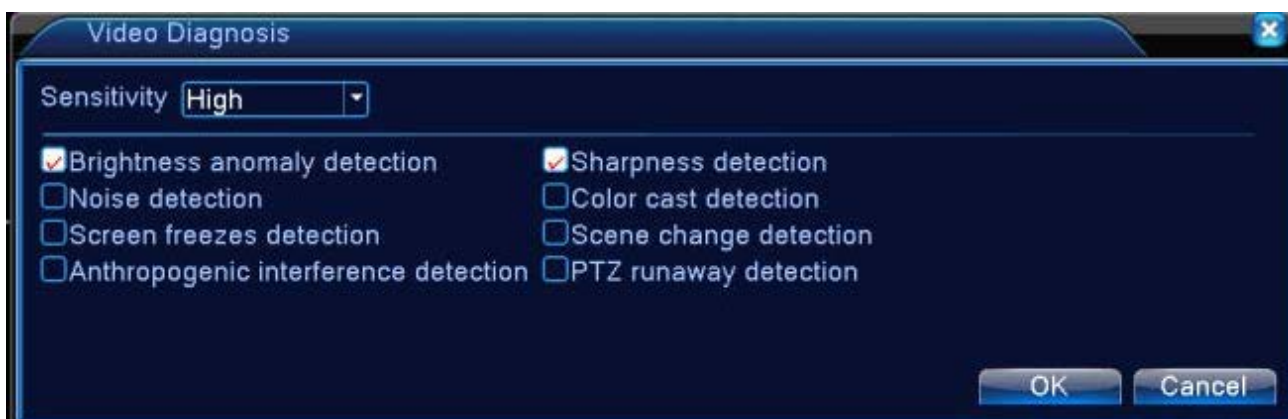 Video Diagnosis
Sensitivity High
Brightness anomaly detection Sharpness detection
Noise detection Color cast detection
Screen freezes detection Scene change detection
Anthropogenic interference detection PTZ runaway detection
OK Cancel